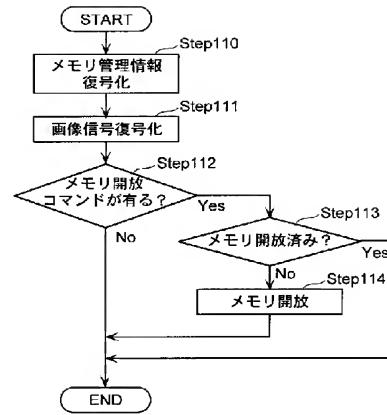 START
Step110
メモリ管理情報
復号化
Step111
画像信号復号化
Step112
メモリ開放
コマンドが有る？
Yes
No
Step113
メモリ開放済み？
Yes
No
Step114
メモリ開放
END